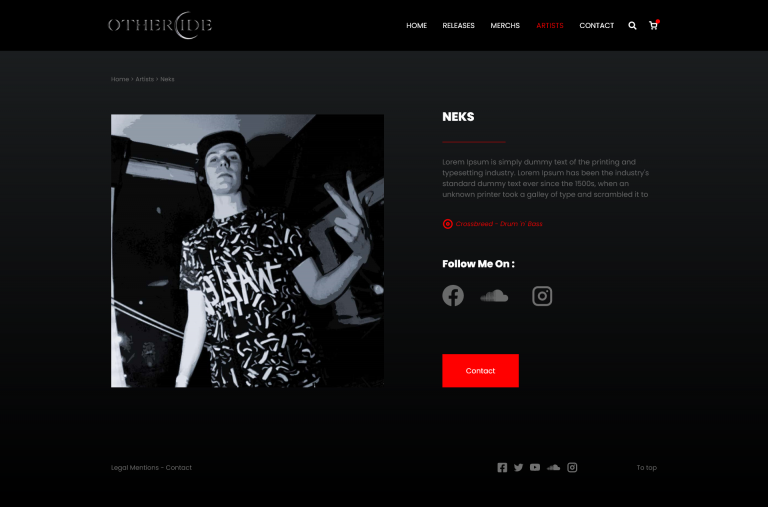 OTHERCIDE
HOME RELEASES MERCHS ARTISTS CONTACT
Home > Artists > Neks
NEKS
Lorem Ipsum is simply dummy text of the printing and
typesetting industry. Lorem Ipsum has been the industry's
standard dummy text ever since the 1500s, when an
unknown printer took a galley of type and scrambled it to
Crossbreed - Drum 'n' Bass
Follow Me On :
Contact
Legal Mentions - Contact
To top